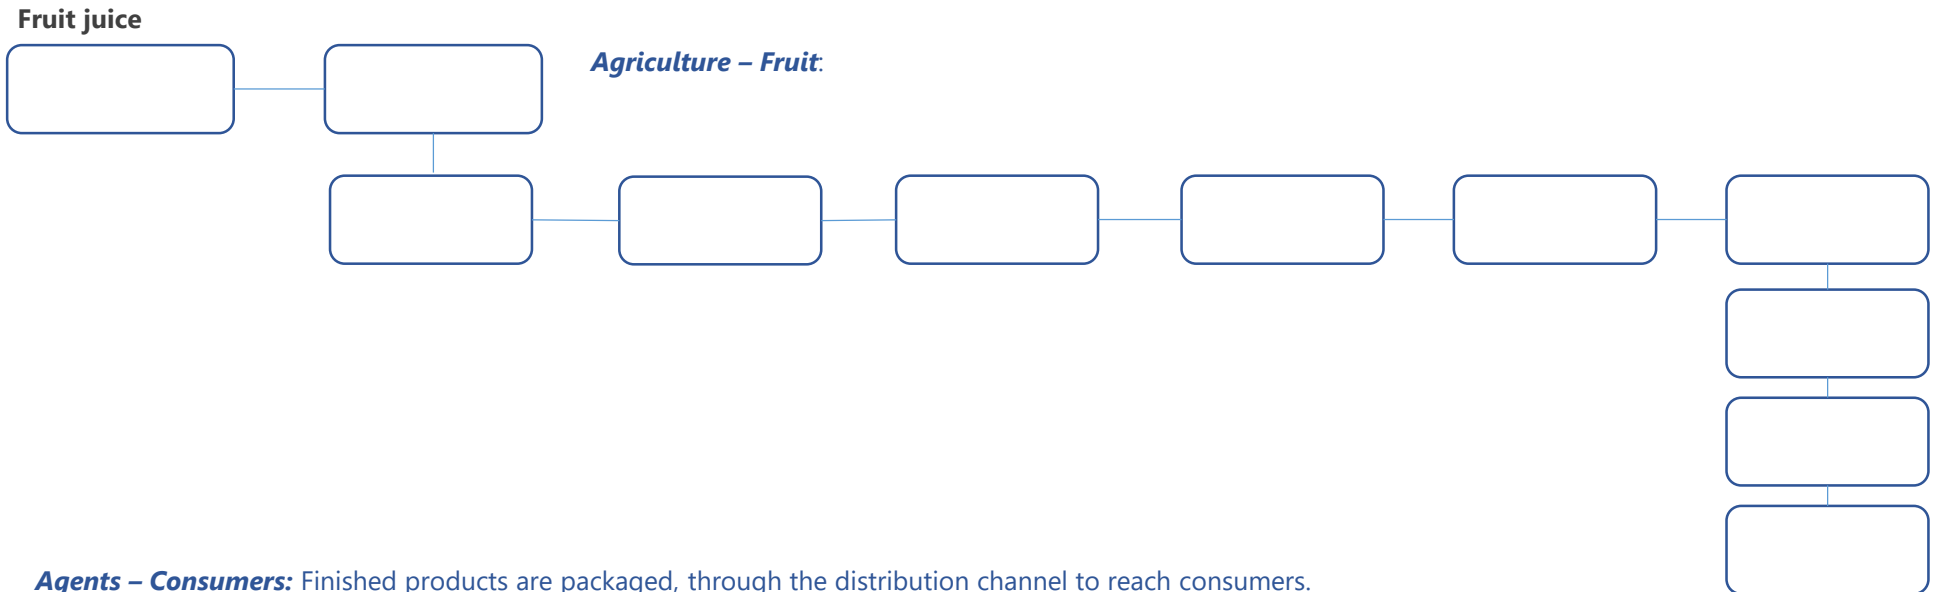 Fruit juice
Agriculture – Fruit:
Agents – Consumers: Finished products are packaged, through the distribution channel to reach consumers.